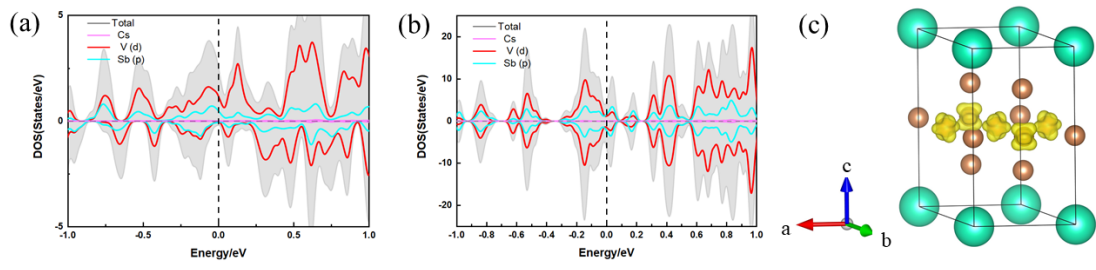 (a)
Total
Cs
V (d)
Sb (p)
DOS(States/eV)
5
0
-5
-1.0 -0.5 0.0 0.5 1.0
Energy/eV
(b)
Total
Cs
V (d)
Sb (p)
DOS(States/eV)
20
10
0
-10
-20
-1.0 -0.8 -0.6 -0.4 -0.2 0.0 0.2 0.4 0.6 0.8 1.0
Energy/eV
(c)
c
a
b